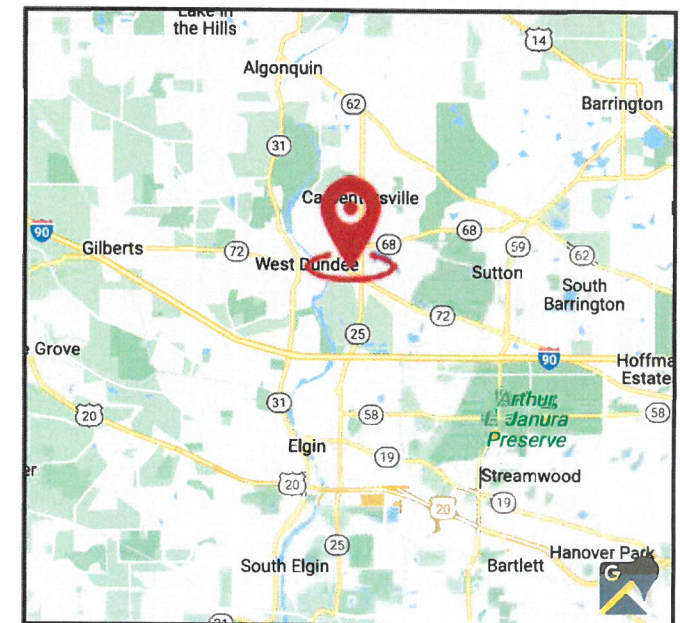 Lake in
the Hills
14
Algonquin
62
Barrington
31
90
Gilberts
72
West Dundee
68
68
59
62
Sutton
South
Barrington
72
25
Grove
90
Hoffma
Estate
20
31
58
58
Arthur
L Janura
Preserve
Elgin
19
20
Streamwood
20
19
25
South Elgin
Bartlett
Hanover Park
G